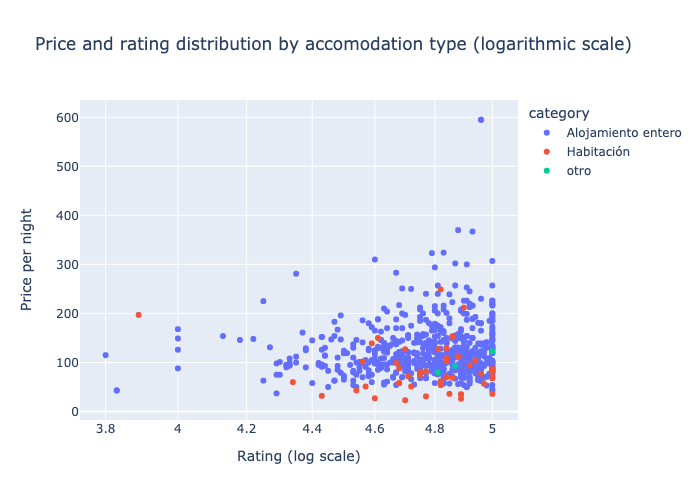 Price and rating distribution by accomodation type (logarithmic scale)
category
Alojamiento entero
Habitación
otro
600
500
400
300
200
100
0
Price per night
3.8 4 4.2 4.4 4.6 4.8 5
Rating (log scale)